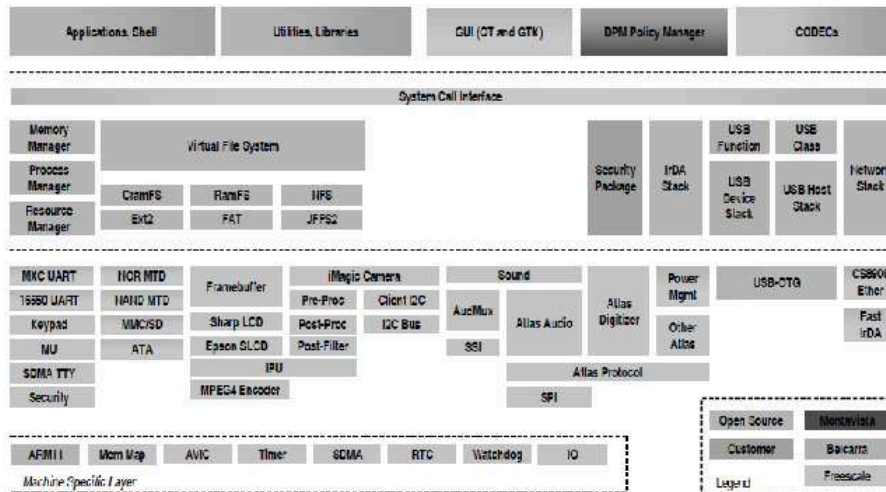 Applications, Shell
Utilities, Libraries
GUI (QT and GTK)
DPM Policy Manager
CODECs
System Call Interface
Memory
Manager
Process
Manager
Resource
Manager
Virtual File System
CramFS
RamFS
NFS
Ext2
FAT
JFFS2
Security
Package
IrDA
Stack
USB
Function
USB
Class
USB
Device
Stack
USB Host
Stack
Network
Stack
MXC UART
16550 UART
Keypad
MU
SDMA TTY
Security
NOR MTD
NAND MTD
MMC/SD
ATA
Framebuffer
Sharp LCD
Epson SLCD
IPU
MPEG4 Encoder
iMagic Camera
Pre-Proc
Client I2C
Post-Proc
I2C Bus
Post-Filter
Sound
AudMux
SSI
Atlas Audio
Atlas
Digitizer
Power
Mgmt
Other
Atlas
Atlas Protocol
SPI
USB-OTG
CS8900
Ether
Fast
IrDA
ARM11
Mem Map
AVIC
Timer
SDMA
RTC
Watchdog
IO
Machine Specific Layer
Open Source
Montavista
Customer
Belcarra
Legend
Freescale